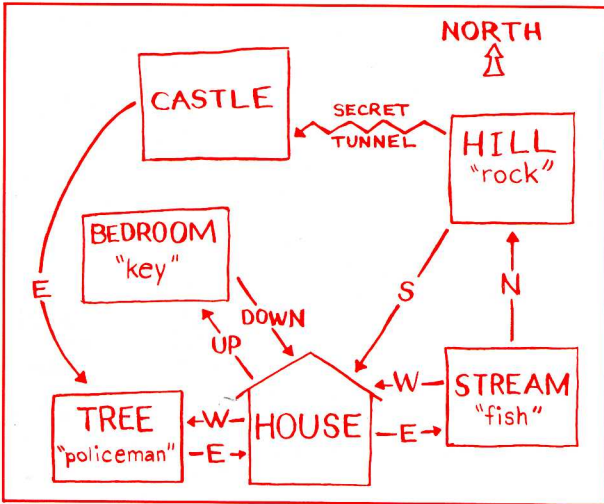 NORTH
CASTLE
SECRET
TUNNEL
HILL
"rock"
BEDROOM
"key"
E
DOWN
UP
S
N
TREE
"policeman"
W
E
HOUSE
W
E
STREAM
"fish"